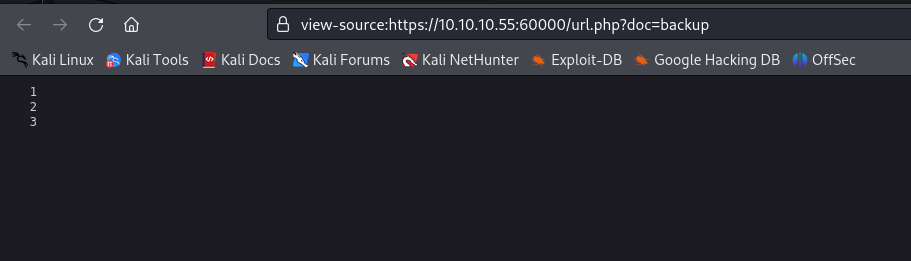 view-source:https://10.10.10.55:60000/url.php?doc=backup
Kali Linux Kali Tools Kali Docs Kali Forums Kali NetHunter Exploit-DB Google Hacking DB OffSec
1
2
3